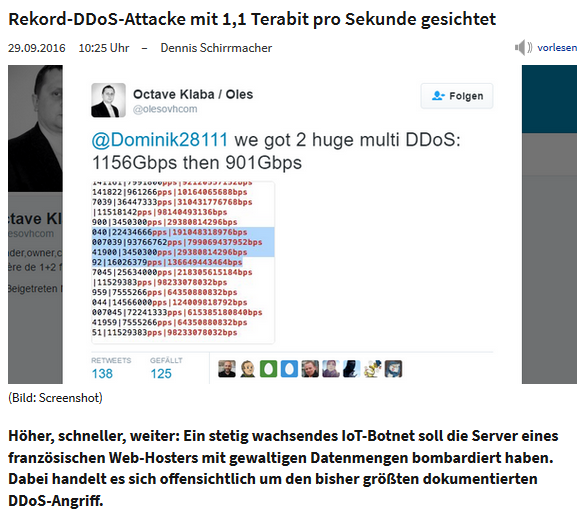 Rekord-DDoS-Attacke mit 1,1 Terabit pro Sekunde gesichtet
29.09.2016 10:25 Uhr – Dennis Schirrmacher
vorlesen
Octave Klaba / Oles
@olesovhcom
Folgen
@Dominik28111 we got 2 huge multi DDoS:
1156Gbps then 901Gbps
141822|961266pps|10164065688bps
7039|36447333pps|310431776768bps
|11518142pps|98140493136bps
900|3450300pps|29380814296bps
040|22434666pps|191048318976bps
007039|93766762pps|799069437952bps
41900|3450300pps|29380814296bps
92|16026379pps|136649443464bps
7045|25634000pps|218305615184bps
|11529383pps|98233078032bps
959|7555266pps|64350880832bps
044|14566000pps|124009818792bps
007045|72241333pps|615385180840bps
41959|7555266pps|64350880832bps
51|11529383pps|98233078032bps
ctave Kl
esovhcom
nder,owner,c
ère de 1+2 f
Beigetreten
RETWEETS GEFÄLLT
138 125
(Bild: Screenshot)
Höher, schneller, weiter: Ein stetig wachsendes IoT-Botnet soll die Server eines
französischen Web-Hosters mit gewaltigen Datenmengen bombardiert haben.
Dabei handelt es sich offensichtlich um den bisher größten dokumentierten
DDoS-Angriff.